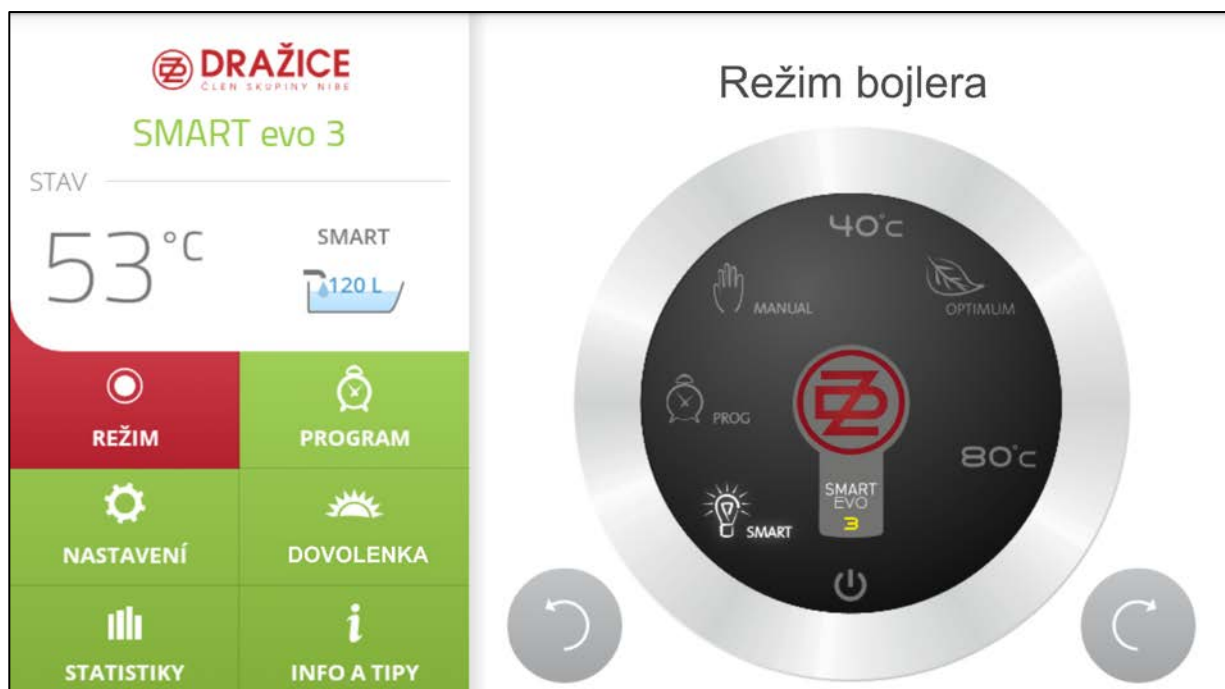 DRAŽICE
ČLEN SKUPINY NIBE
SMART evo 3
STAV
53 °C
SMART
120 L
REŽIM
PROGRAM
NASTAVENÍ
DOVOLENKA
STATISTIKY
INFO A TIPY
Režim bojlera
40°C
MANUAL
OPTIMUM
PROG
80°C
SMART
EVO
3
SMART